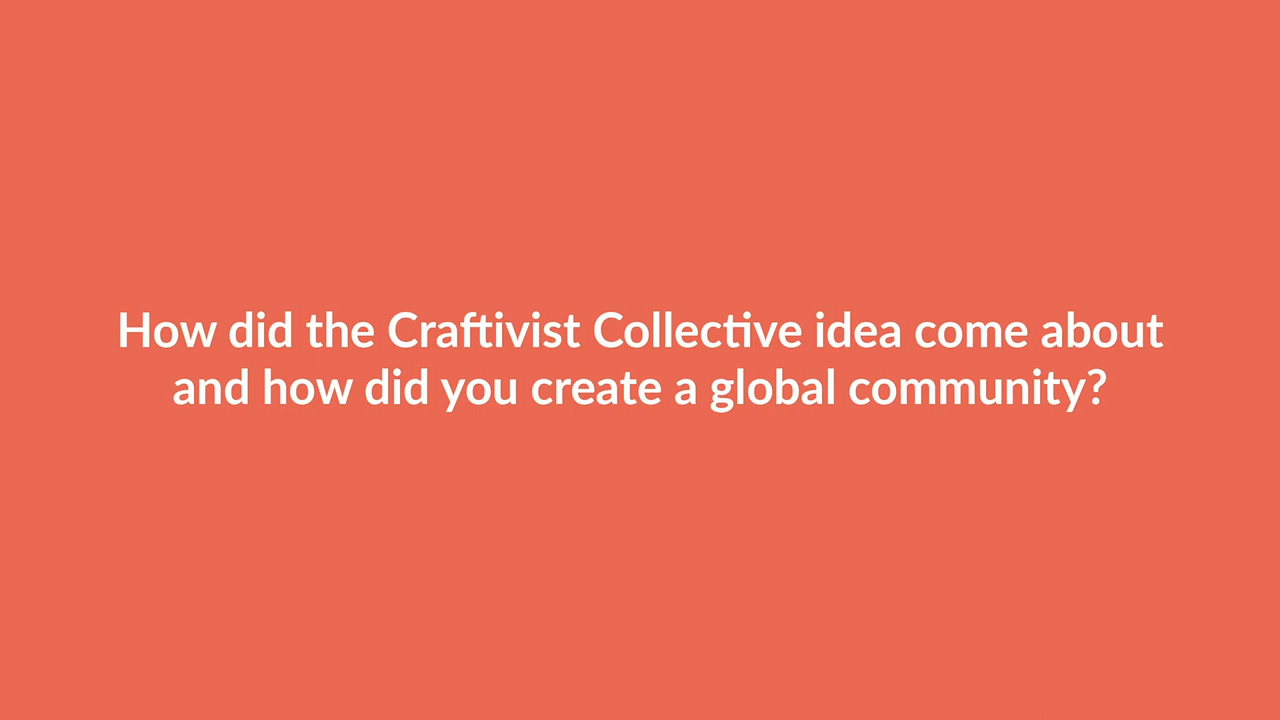 How did the Craftivist Collective idea come about
and how did you create a global community?